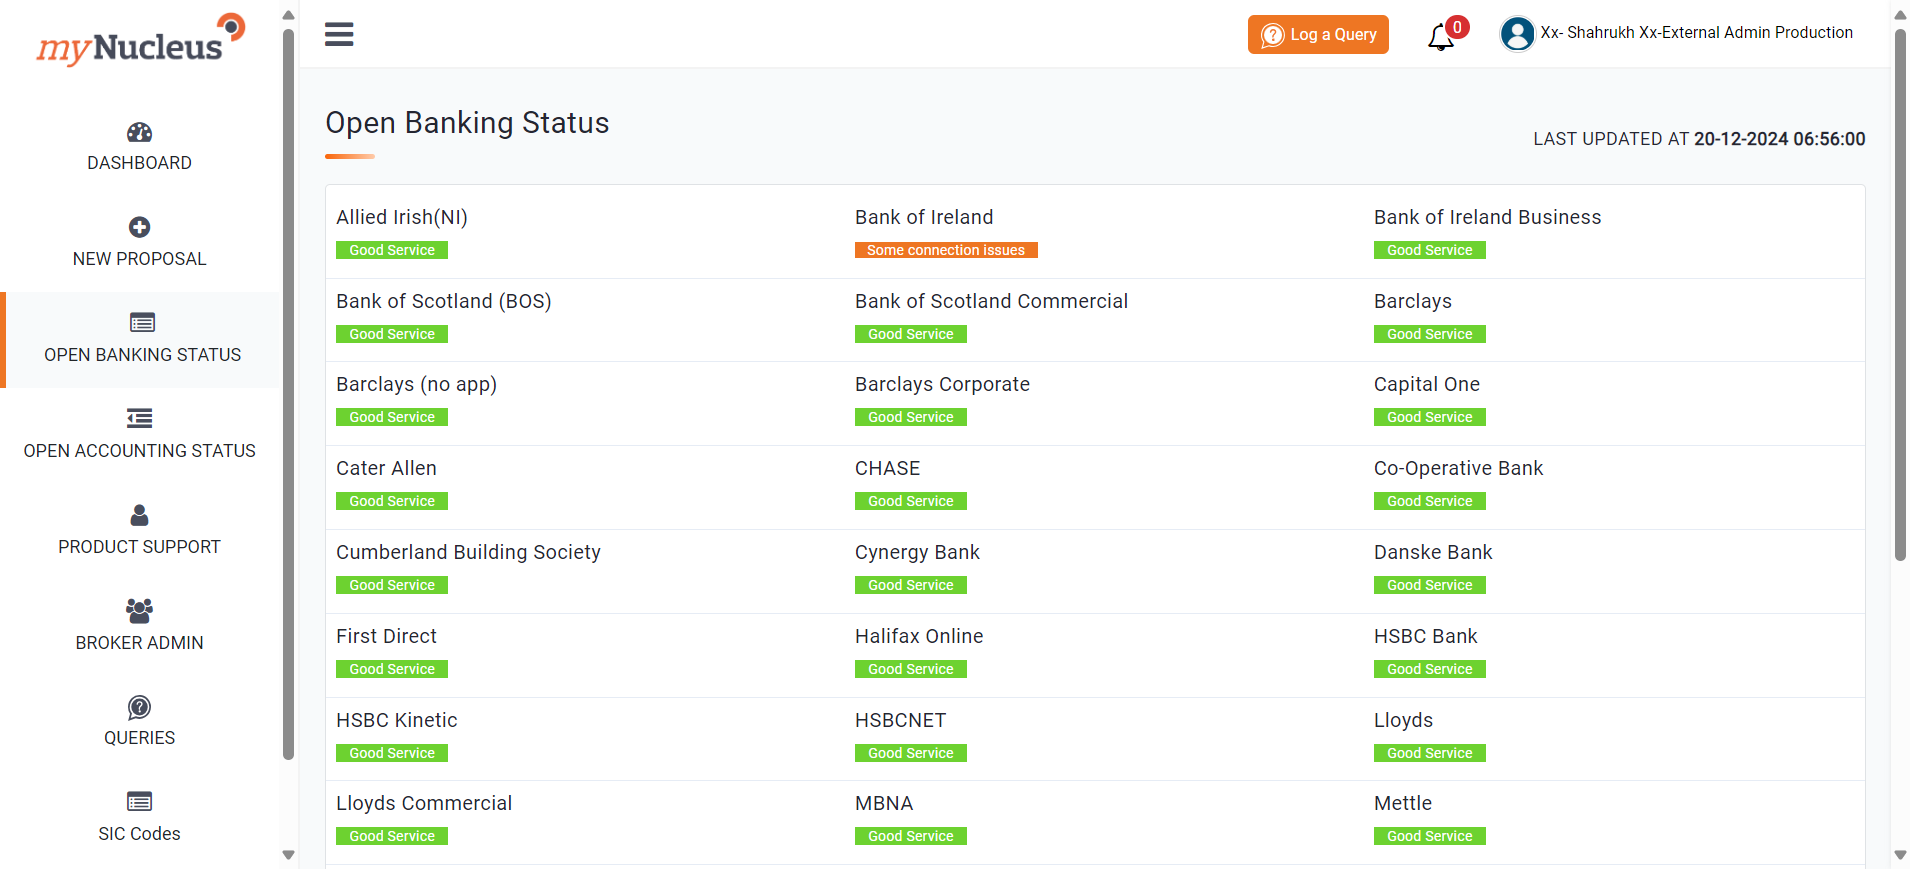 myNucleus
Log a Query
0
Xx- Shahrukh Xx-External Admin Production
DASHBOARD
NEW PROPOSAL
OPEN BANKING STATUS
OPEN ACCOUNTING STATUS
PRODUCT SUPPORT
BROKER ADMIN
QUERIES
SIC Codes
Open Banking Status
LAST UPDATED AT 20-12-2024 06:56:00
Allied Irish(NI)
Good Service
Bank of Ireland
Some connection issues
Bank of Ireland Business
Good Service
Bank of Scotland (BOS)
Good Service
Bank of Scotland Commercial
Good Service
Barclays
Good Service
Barclays (no app)
Good Service
Barclays Corporate
Good Service
Capital One
Good Service
Cater Allen
Good Service
CHASE
Good Service
Co-Operative Bank
Good Service
Cumberland Building Society
Good Service
Cynergy Bank
Good Service
Danske Bank
Good Service
First Direct
Good Service
Halifax Online
Good Service
HSBC Bank
Good Service
HSBC Kinetic
Good Service
HSBCNET
Good Service
Lloyds
Good Service
Lloyds Commercial
Good Service
MBNA
Good Service
Mettle
Good Service